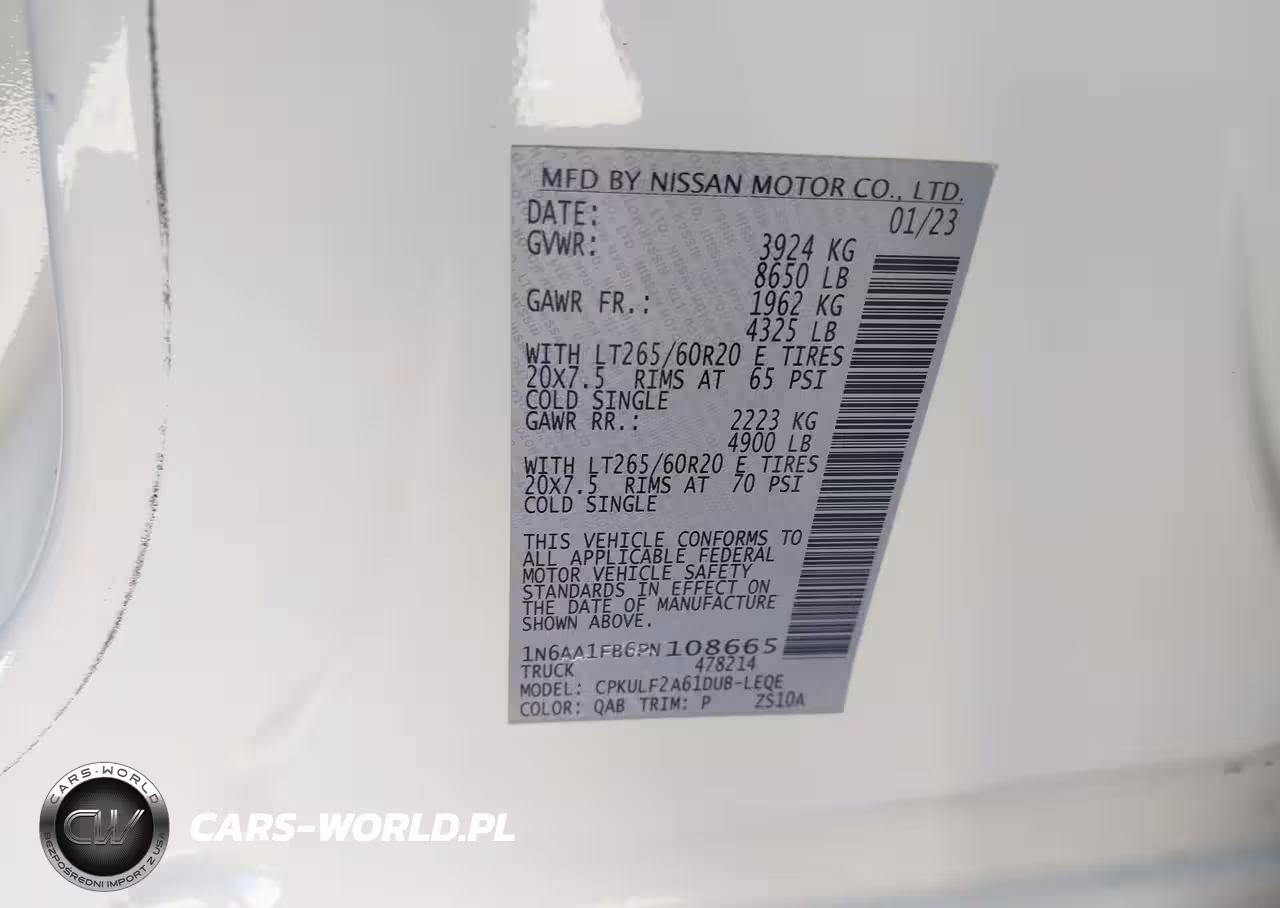 MFD BY NISSAN MOTOR CO., LTD.
DATE: 01/23
GVWR: 3924 KG
8650 LB
GAWR FR.: 1962 KG
4325 LB
WITH LT265/60R20 E TIRES
20X7.5 RIMS AT 65 PSI
COLD SINGLE
GAWR RR.: 2223 KG
4900 LB
WITH LT265/60R20 E TIRES
20X7.5 RIMS AT 70 PSI
COLD SINGLE
THIS VEHICLE CONFORMS TO
ALL APPLICABLE FEDERAL
MOTOR VEHICLE SAFETY
STANDARDS IN EFFECT ON
THE DATE OF MANUFACTURE
SHOWN ABOVE.
1N6AA1FB6PN108665
TRUCK 478214
MODEL: CPKULF2A61DUB-LEQE
COLOR: QAB TRIM: P ZS10A
CARS-WORLD
CW
BEZPOŚREDNI IMPORT Z USA
CARS-WORLD.PL